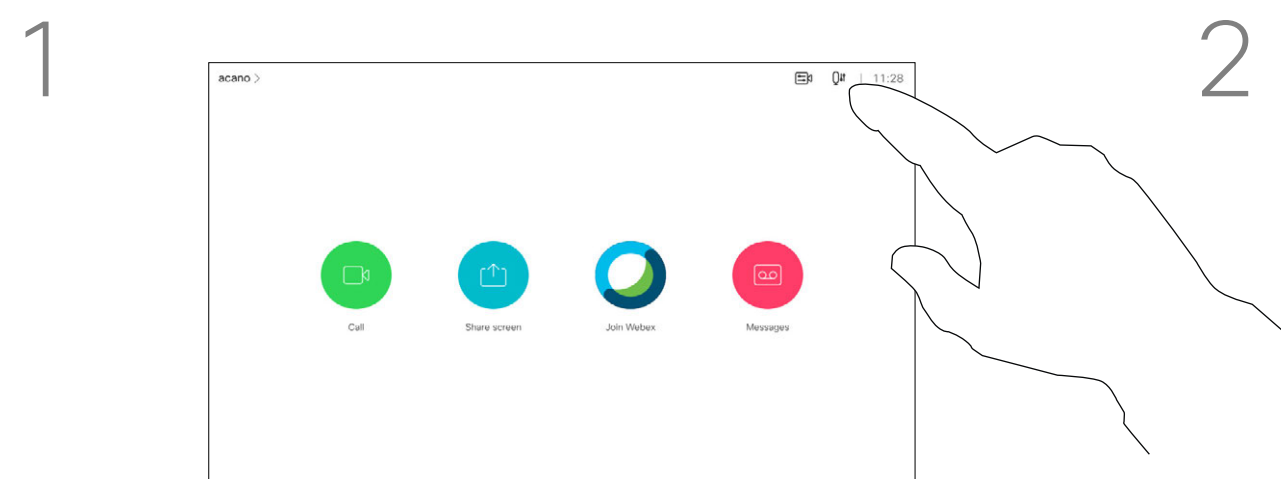 1
2
acano >
11:28
Call
Share screen
Join Webex
Messages